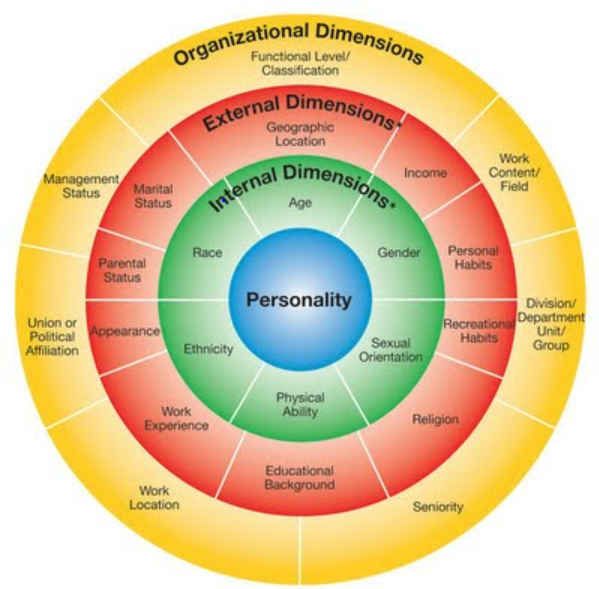 Organizational Dimensions
Functional Level/
Classification
External Dimensions*
Geographic
Location
Internal Dimensions*
Age
Income
Work
Content/
Field
Management
Status
Marital
Status
Race
Gender
Personal
Habits
Parental
Status
Personality
Division/
Department
Unit/
Group
Union or
Political
Affiliation
Appearance
Ethnicity
Sexual
Orientation
Recreational
Habits
Physical
Ability
Work
Experience
Religion
Educational
Background
Work
Location
Seniority